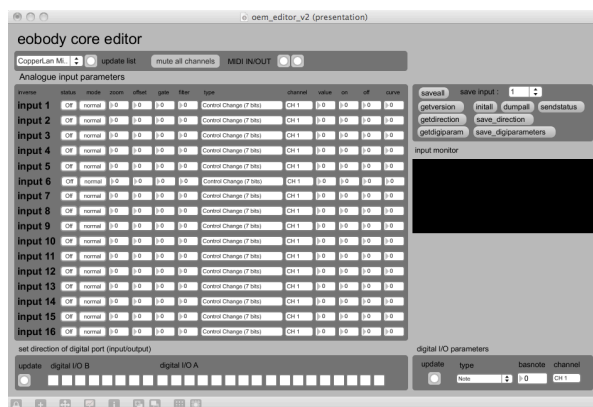 oem_editor_v2 (presentation)
eobody core editor
CopperLan Mi.. update list mute all channels MIDI IN/OUT
Analogue input parameters
inverse status mode zoom offset gate filter type channel value on off curve
input 1 Off normal 0 0 0 0 Control Change (7 bits) CH 1 0 0 0 0
input 2 Off normal 0 0 0 0 Control Change (7 bits) CH 1 0 0 0 0
input 3 Off normal 0 0 0 0 Control Change (7 bits) CH 1 0 0 0 0
input 4 Off normal 0 0 0 0 Control Change (7 bits) CH 1 0 0 0 0
input 5 Off normal 0 0 0 0 Control Change (7 bits) CH 1 0 0 0 0
input 6 Off normal 0 0 0 0 Control Change (7 bits) CH 1 0 0 0 0
input 7 Off normal 0 0 0 0 Control Change (7 bits) CH 1 0 0 0 0
input 8 Off normal 0 0 0 0 Control Change (7 bits) CH 1 0 0 0 0
input 9 Off normal 0 0 0 0 Control Change (7 bits) CH 1 0 0 0 0
input 10 Off normal 0 0 0 0 Control Change (7 bits) CH 1 0 0 0 0
input 11 Off normal 0 0 0 0 Control Change (7 bits) CH 1 0 0 0 0
input 12 Off normal 0 0 0 0 Control Change (7 bits) CH 1 0 0 0 0
input 13 Off normal 0 0 0 0 Control Change (7 bits) CH 1 0 0 0 0
input 14 Off normal 0 0 0 0 Control Change (7 bits) CH 1 0 0 0 0
input 15 Off normal 0 0 0 0 Control Change (7 bits) CH 1 0 0 0 0
input 16 Off normal 0 0 0 0 Control Change (7 bits) CH 1 0 0 0 0
saveall save input : 1
getversion initall dumpall sendstatus
getdirection save_direction
getdigiparam save_digiparameters
input monitor
set direction of digital port (input/output)
update digital I/O B digital I/O A
digital I/O parameters
update type basnote channel
Note 0 CH 1